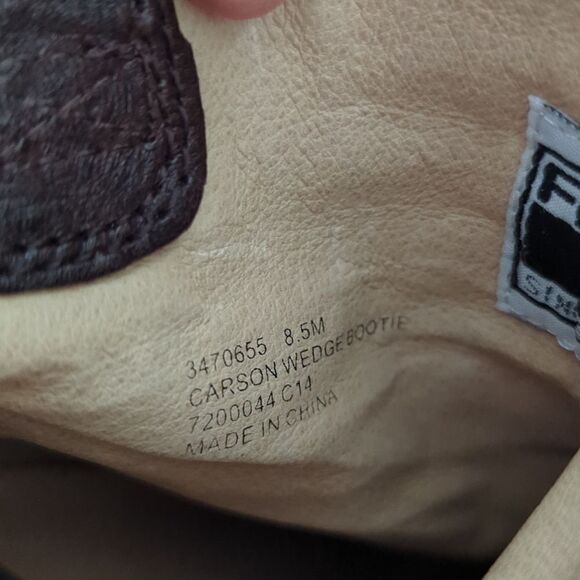 3470655 8.5M
CARSON WEDGE BOOTIE
7200044 C14
MADE IN CHINA